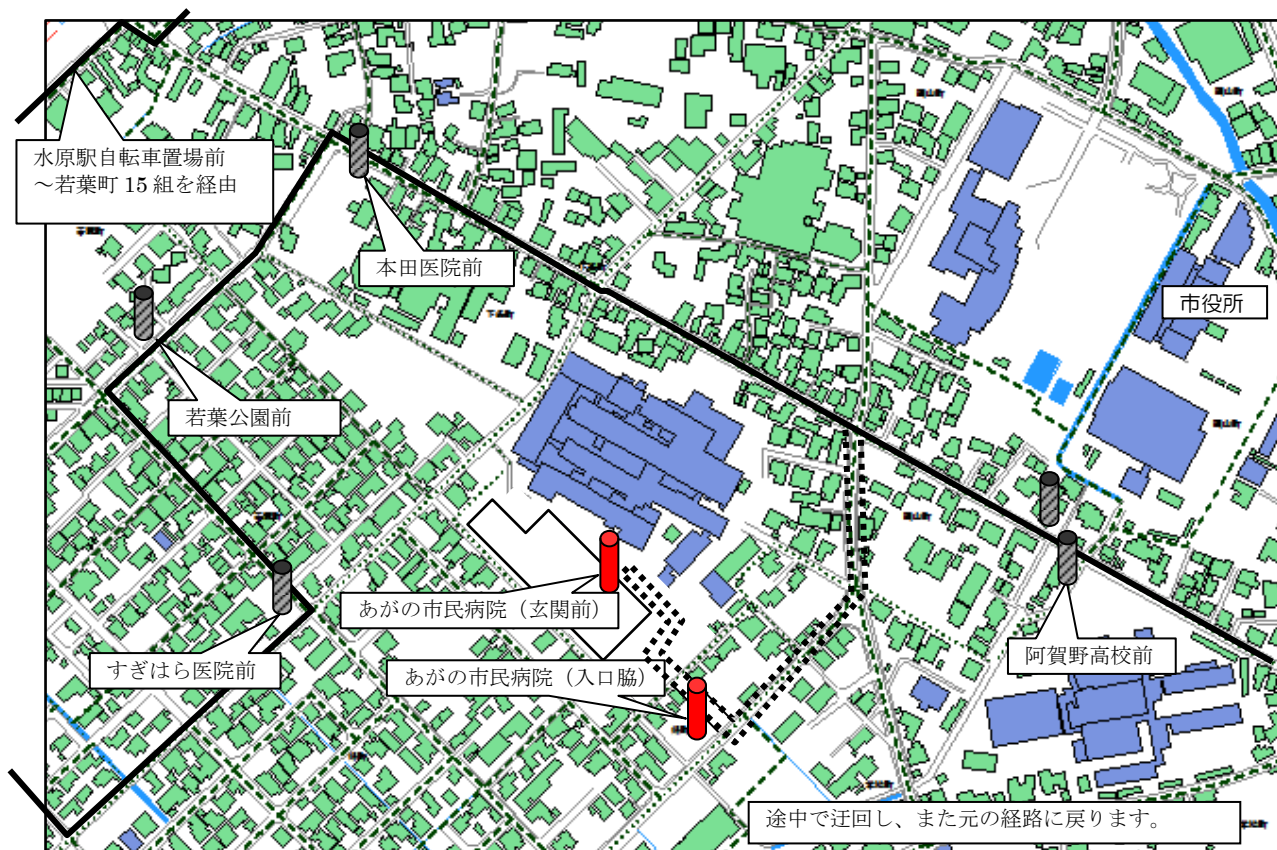 水原駅自転車置場前
～若葉町 15 組を経由
本田医院前
市役所
若葉公園前
あがの市民病院（玄関前）
すぎはら医院前
あがの市民病院（入口脇）
阿賀野高校前
途中で迂回し、また元の経路に戻ります。